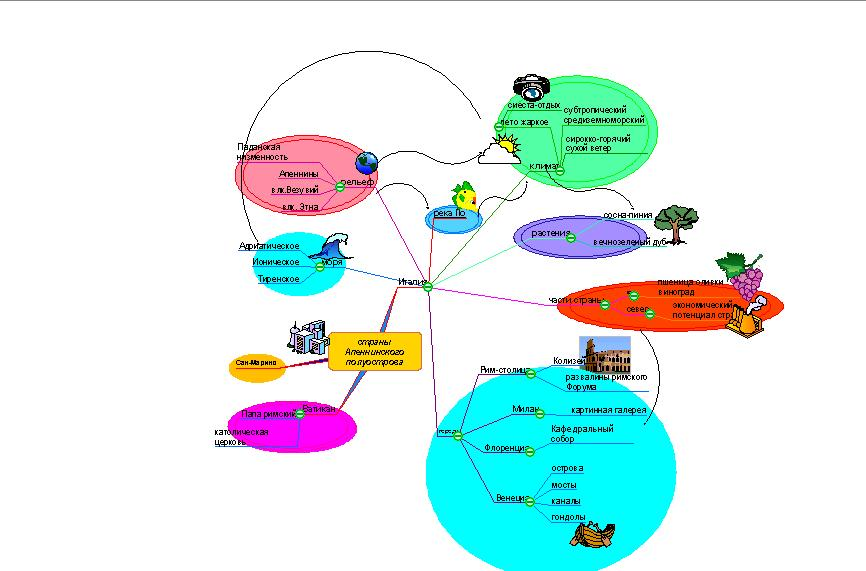 сиеста-отдых
лето жаркое
субтропический
средиземноморский
сирокко-горячий
сухой ветер
климат
Паданская
низменность
Апеннины
влк.Везувий
влк. Этна
рельеф
река По
сосна-пиния
растения
вечнозеленый дуб
Адриатическое
Ионическое
Тиренское
моря
Италия
пшеница оливки
виноград
части страны
север
экономический
потенциал стр
страны
Апеннинского
полуострова
Сан-Марино
Ватикан
Папа римский
католическая
церковь
Рим-столица
Колизей
развалины римского
Форума
Милан
картинная галерея
Флоренция
Кафедральный
собор
Венеция
острова
мосты
каналы
гондолы